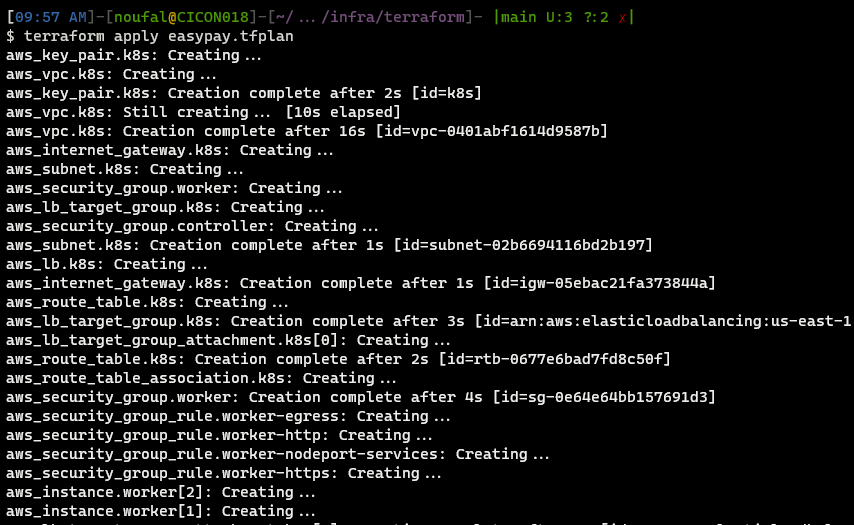 [09:57 AM]-[noufal@CICON018]-[~/.../infra/terraform]- |main U:3 ?:2 ✗|
$ terraform apply easypay.tfplan
aws_key_pair.k8s: Creating...
aws_vpc.k8s: Creating...
aws_key_pair.k8s: Creation complete after 2s [id=k8s]
aws_vpc.k8s: Still creating... [10s elapsed]
aws_vpc.k8s: Creation complete after 16s [id=vpc-0401abf1614d9587b]
aws_internet_gateway.k8s: Creating...
aws_subnet.k8s: Creating...
aws_security_group.worker: Creating...
aws_lb_target_group.k8s: Creating...
aws_security_group.controller: Creating...
aws_subnet.k8s: Creation complete after 1s [id=subnet-02b6694116bd2b197]
aws_lb.k8s: Creating...
aws_internet_gateway.k8s: Creation complete after 1s [id=igw-05ebac21fa373844a]
aws_route_table.k8s: Creating...
aws_lb_target_group.k8s: Creation complete after 3s [id=arn:aws:elasticloadbalancing:us-east-1
aws_lb_target_group_attachment.k8s[0]: Creating...
aws_route_table.k8s: Creation complete after 2s [id=rtb-0677e6bad7fd8c50f]
aws_route_table_association.k8s: Creating...
aws_security_group.worker: Creation complete after 4s [id=sg-0e64e64bb157691d3]
aws_security_group_rule.worker-egress: Creating...
aws_security_group_rule.worker-http: Creating...
aws_security_group_rule.worker-nodeport-services: Creating...
aws_security_group_rule.worker-https: Creating...
aws_instance.worker[2]: Creating...
aws_instance.worker[1]: Creating...